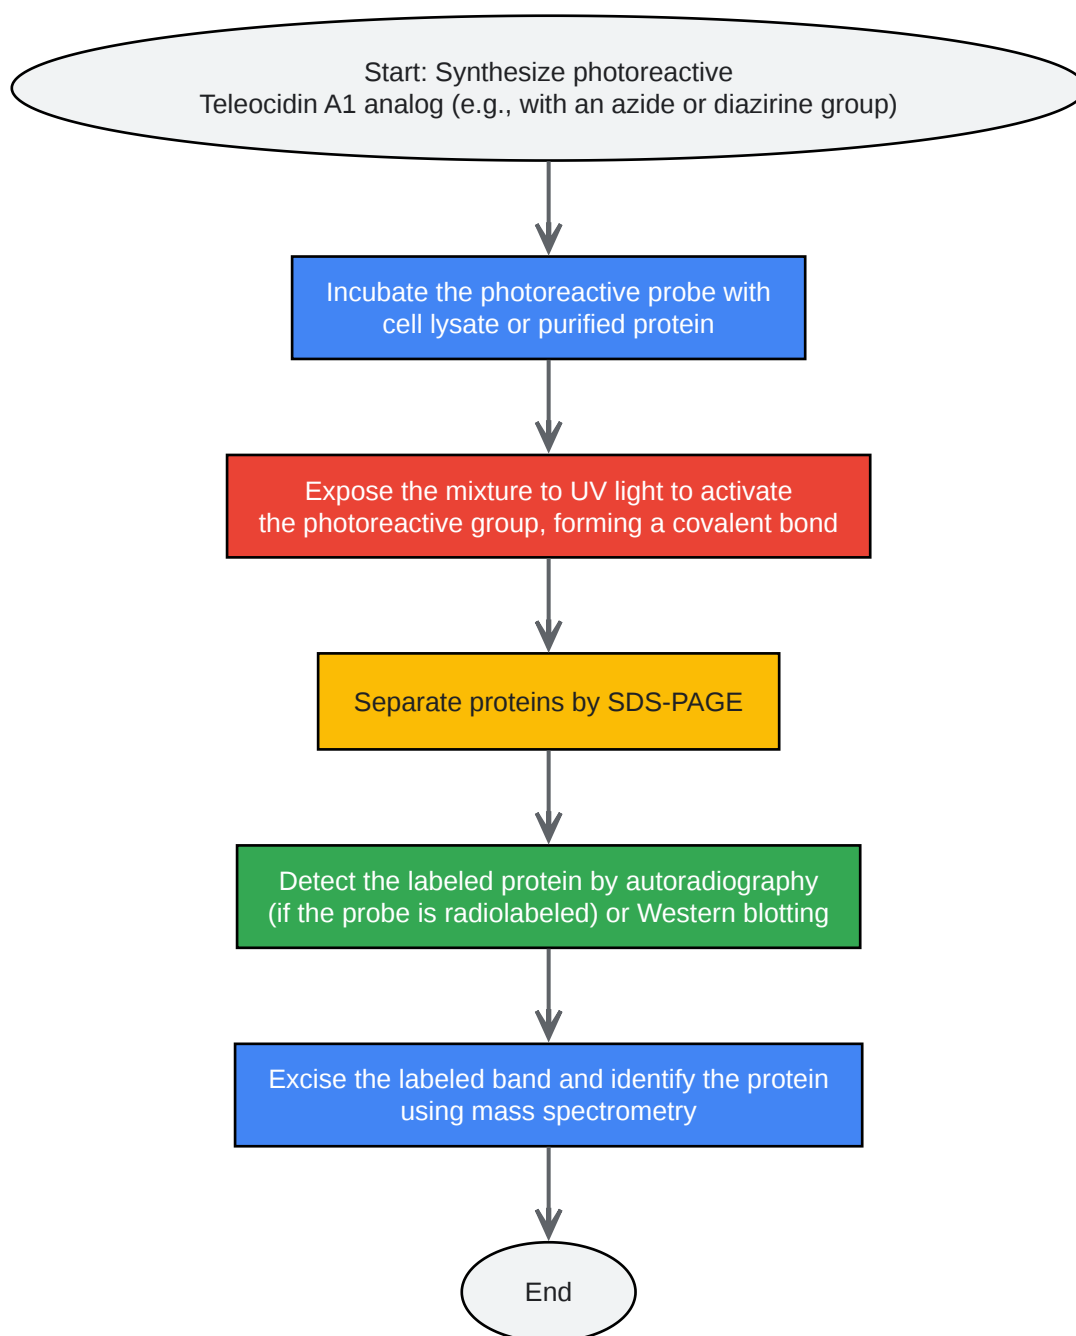 Start: Synthesize photoreactive
Teleocidin A1 analog (e.g., with an azide or diazirine group)
Incubate the photoreactive probe with
cell lysate or purified protein
Expose the mixture to UV light to activate
the photoreactive group, forming a covalent bond
Separate proteins by SDS-PAGE
Detect the labeled protein by autoradiography
(if the probe is radiolabeled) or Western blotting
Excise the labeled band and identify the protein
using mass spectrometry
End